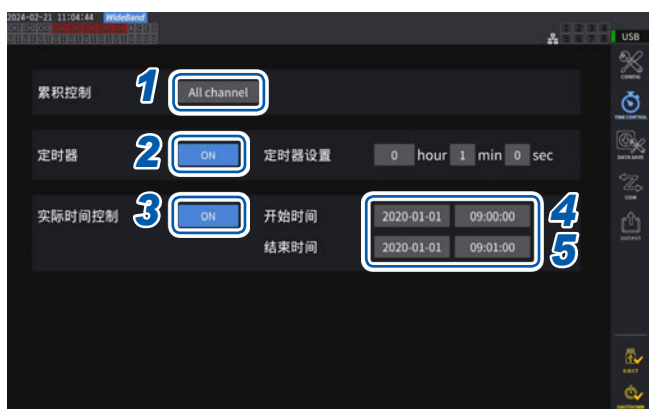 2024-02-21 11:04:44 WideBand
USB
CONFIG
累积控制 1 All channel
TIME CONTROL
定时器 2 ON 定时器设置 0 hour 1 min 0 sec
DATA SAVE
COM
实际时间控制 3 ON 开始时间 2020-01-01 09:00:00 4
OUTPUT
结束时间 2020-01-01 09:01:00 5
EJECT
SHUTDOWN